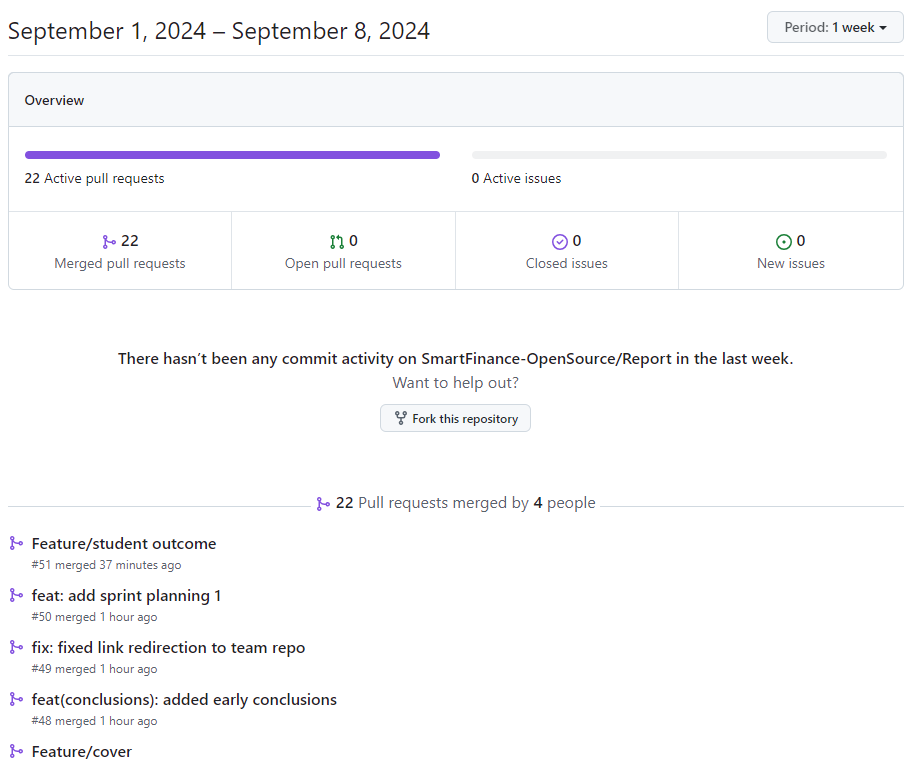 September 1, 2024 – September 8, 2024
Period: 1 week
Overview
22 Active pull requests
0 Active issues
22
Merged pull requests
0
Open pull requests
0
Closed issues
0
New issues
There hasn’t been any commit activity on SmartFinance-OpenSource/Report in the last week.
Want to help out?
Fork this repository
22 Pull requests merged by 4 people
Feature/student outcome
#51 merged 37 minutes ago
feat: add sprint planning 1
#50 merged 1 hour ago
fix: fixed link redirection to team repo
#49 merged 1 hour ago
feat(conclusions): added early conclusions
#48 merged 1 hour ago
Feature/cover